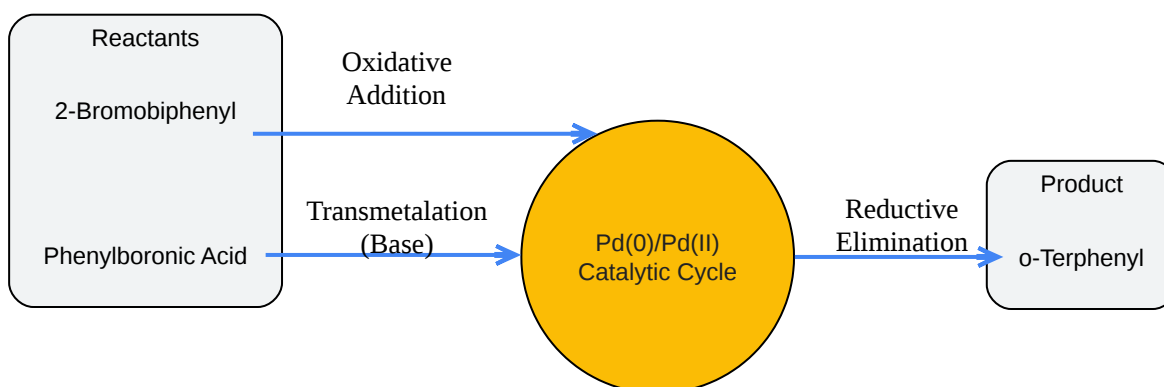 Reactants
2-Bromobiphenyl
Phenylboronic Acid
Oxidative
Addition
Transmetalation
(Base)
Pd(0)/Pd(II)
Catalytic Cycle
Reductive
Elimination
Product
o-Terphenyl